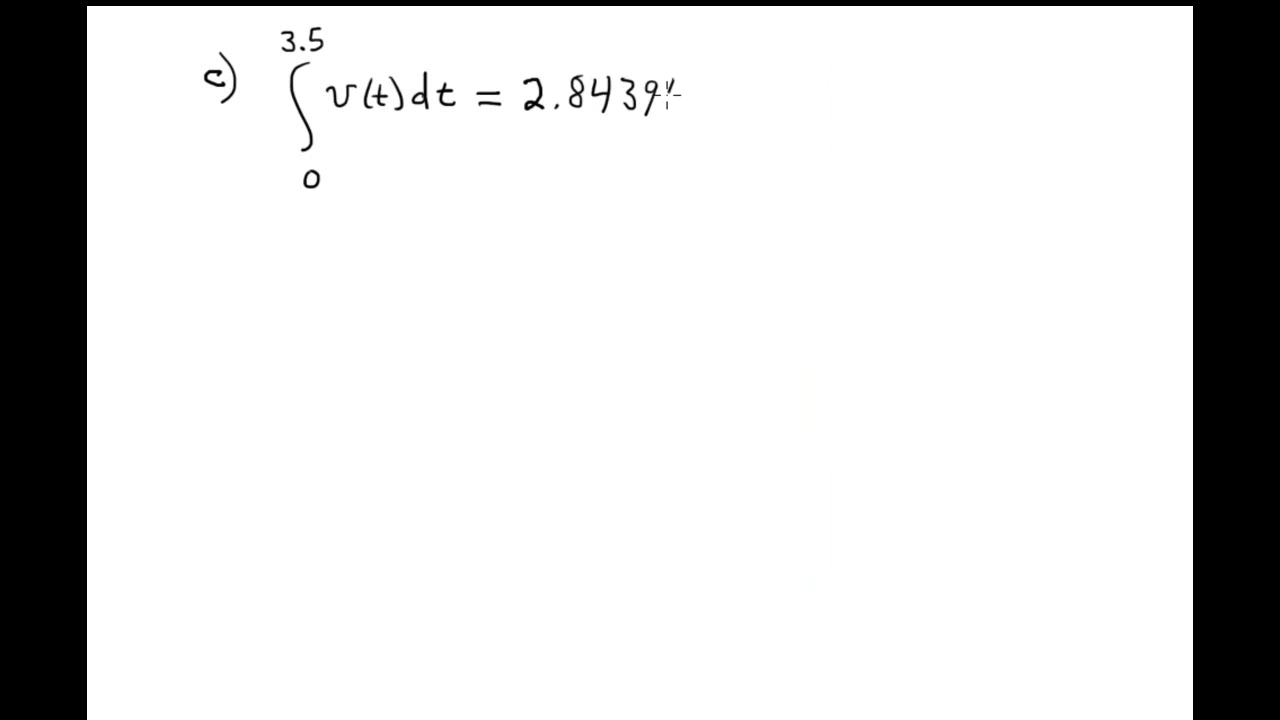 c) ∫₀^3.5 v(t)dt = 2.8439